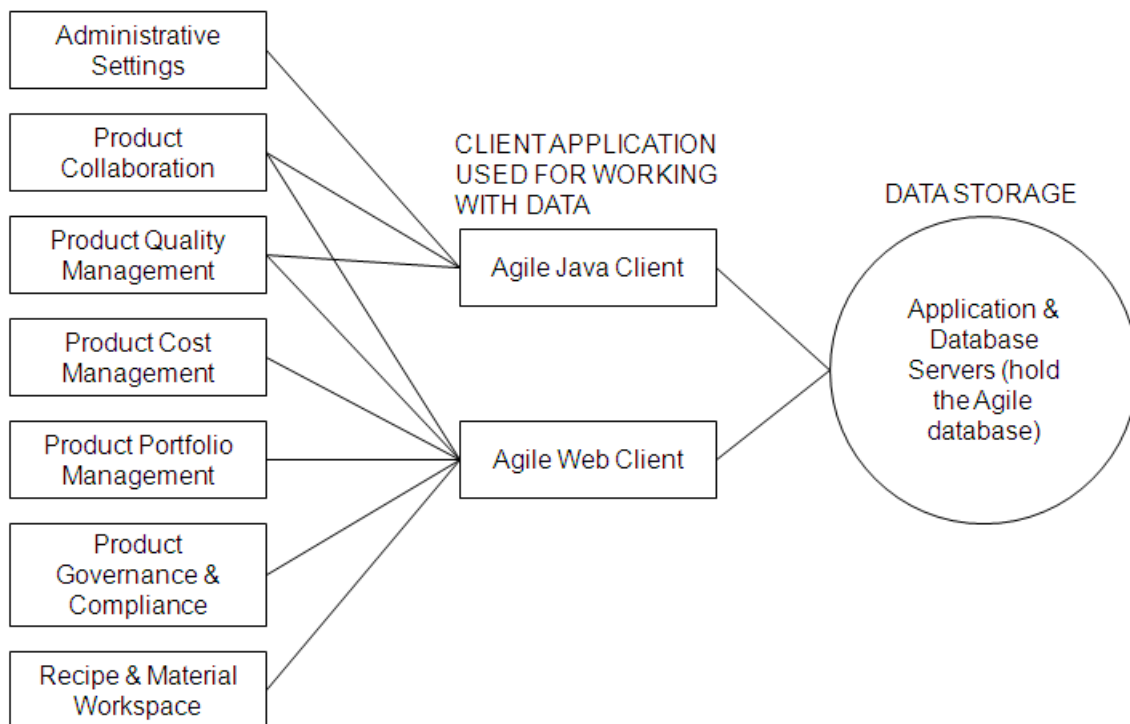 Administrative
Settings
Product
Collaboration
Product Quality
Management
Product Cost
Management
Product Portfolio
Management
Product
Governance &
Compliance
Recipe & Material
Workspace
CLIENT APPLICATION
USED FOR WORKING
WITH DATA
Agile Java Client
Agile Web Client
DATA STORAGE
Application &
Database
Servers (hold
the Agile
database)